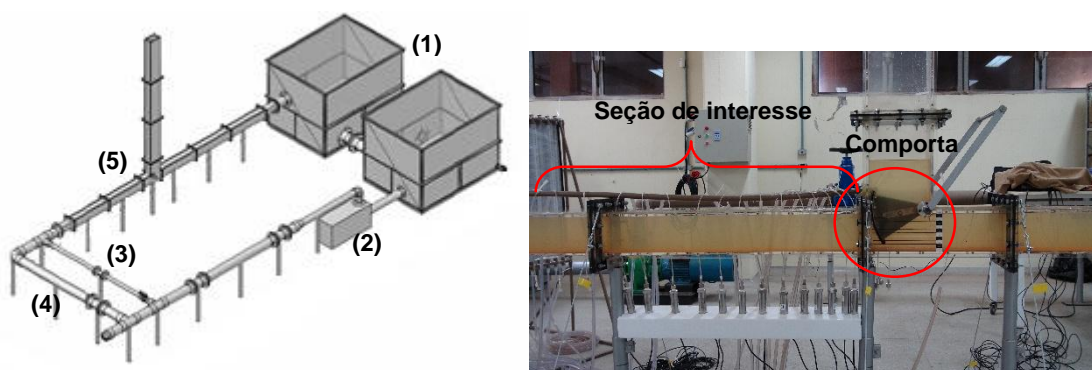 (1)
(5)
(2)
(3)
(4)
Seção de interesse
Comporta